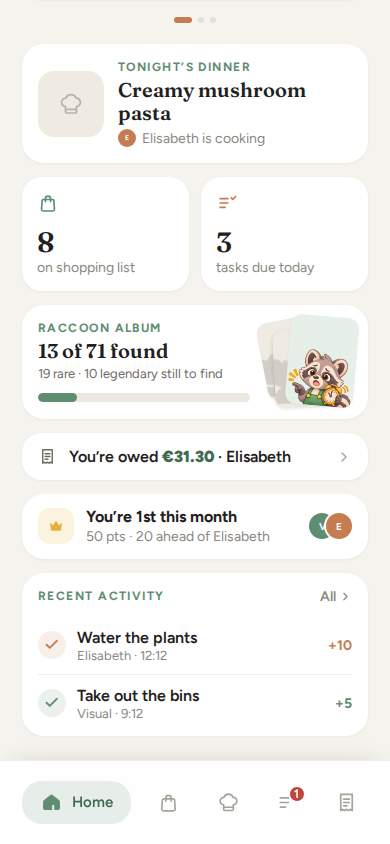 TONIGHT'S DINNER
Creamy mushroom
pasta
E Elisabeth is cooking
8
on shopping list
3
tasks due today
RACCOON ALBUM
13 of 71 found
19 rare · 10 legendary still to find
You're owed €31.30 · Elisabeth
You're 1st this month
50 pts · 20 ahead of Elisabeth
V E
RECENT ACTIVITY
All
Water the plants
Elisabeth · 12:12
+10
Take out the bins
Visual · 9:12
+5
Home
1